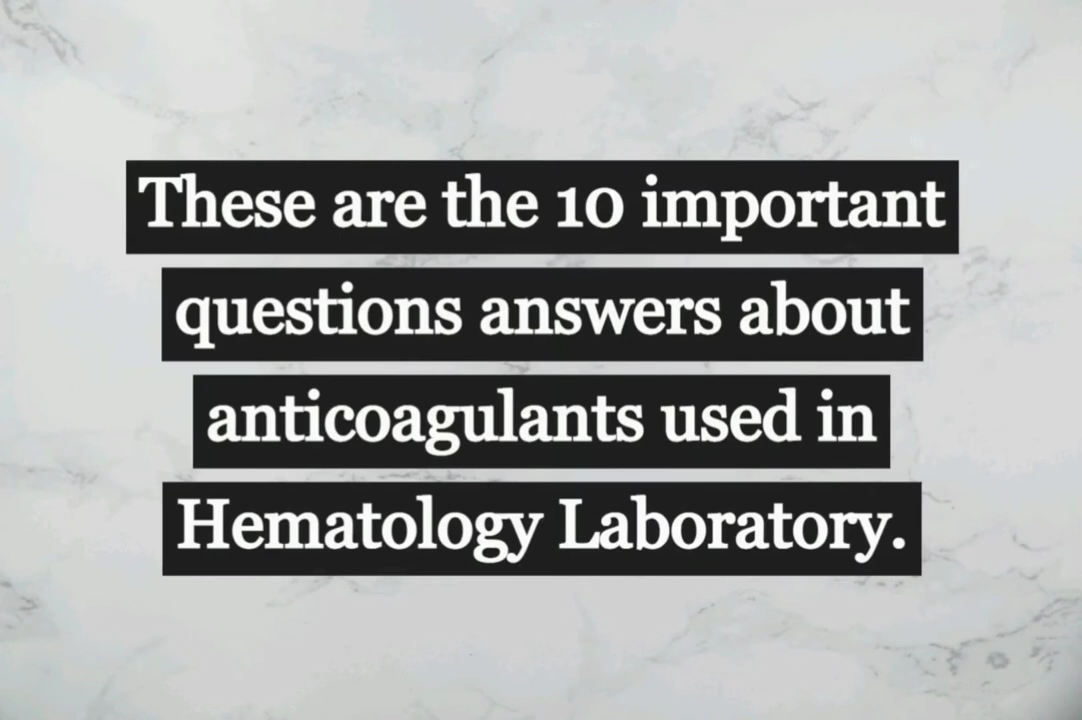 These are the 10 important
questions answers about
anticoagulants used in
Hematology Laboratory.